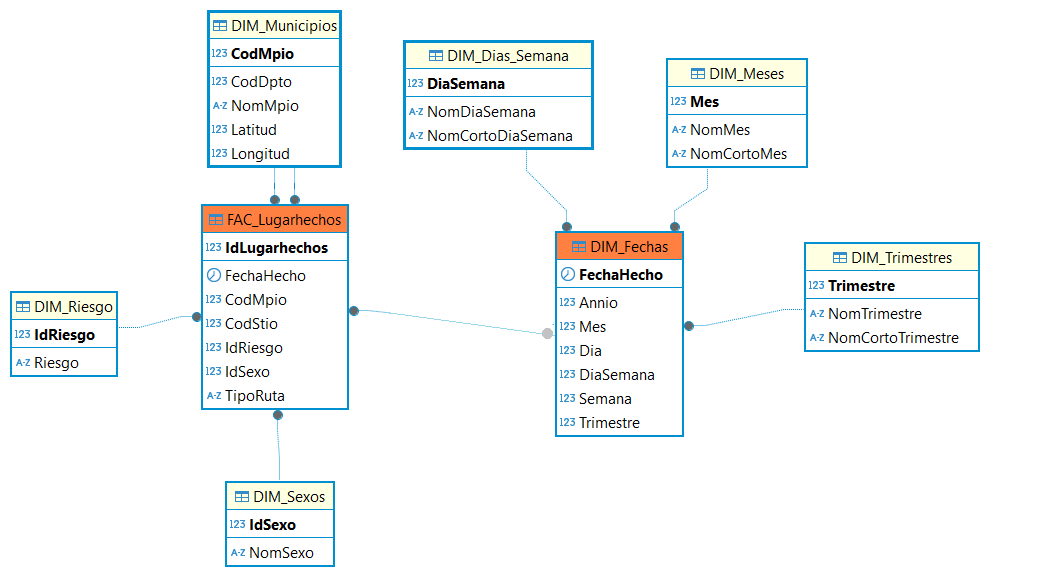 DIM_Municipios
123 CodMpio
123 CodDpto
A-Z NomMpio
123 Latitud
123 Longitud
DIM_Dias_Semana
123 DiaSemana
A-Z NomDiaSemana
A-Z NomCortoDiaSemana
DIM_Meses
123 Mes
A-Z NomMes
A-Z NomCortoMes
FAC_Lugarhechos
123 IdLugarhechos
FechaHecho
123 CodMpio
123 CodStio
123 IdRiesgo
123 IdSexo
A-Z TipoRuta
DIM_Fechas
FechaHecho
123 Annio
123 Mes
123 Dia
123 DiaSemana
123 Semana
123 Trimestre
DIM_Trimestres
123 Trimestre
A-Z NomTrimestre
A-Z NomCortoTrimestre
DIM_Riesgo
123 IdRiesgo
A-Z Riesgo
DIM_Sexos
123 IdSexo
A-Z NomSexo